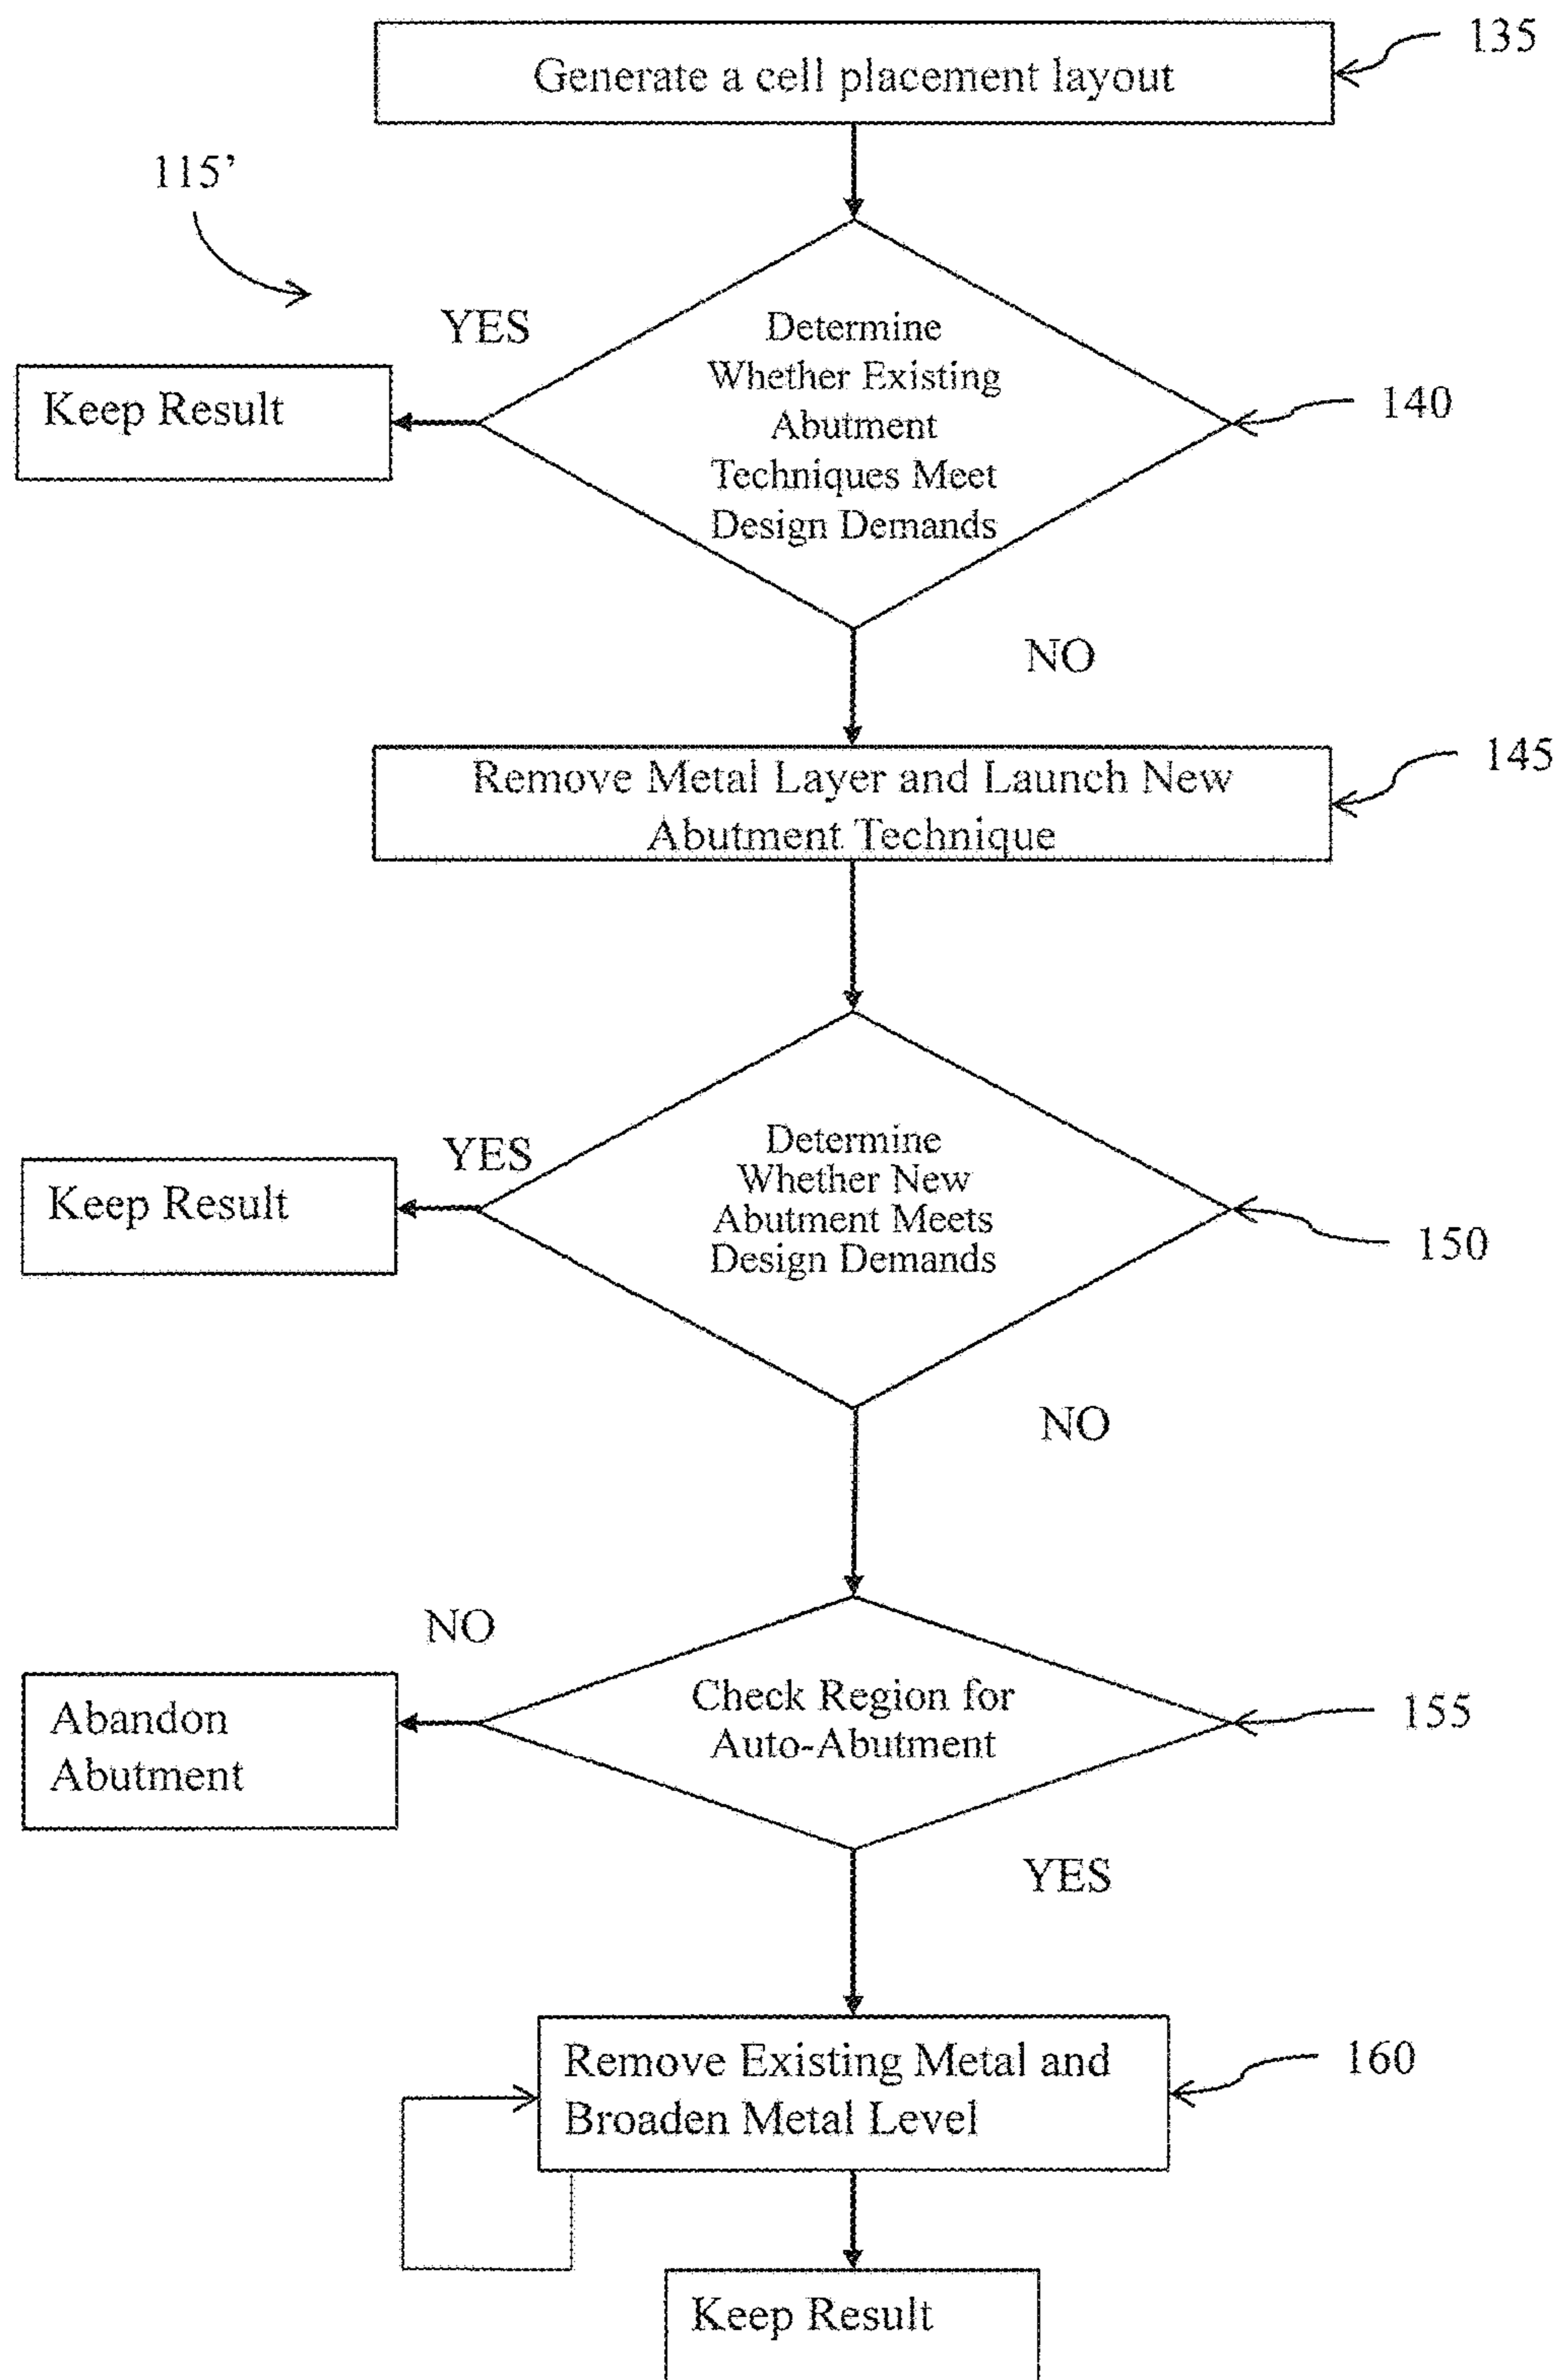 135
Generate a cell placement layout
115’
YES
Determine
Whether Existing
Abutment
Techniques Meet
Design Demands
Keep Result
140
NO
145
Remove Metal Layer and Launch New
Abutment Technique
YES
Determine
Whether New
Abutment Meets
Design Demands
Keep Result
150
NO
NO
Check Region for
Auto-Abutment
155
Abandon
Abutment
YES
Remove Existing Metal and
Broaden Metal Level
160
Keep Result